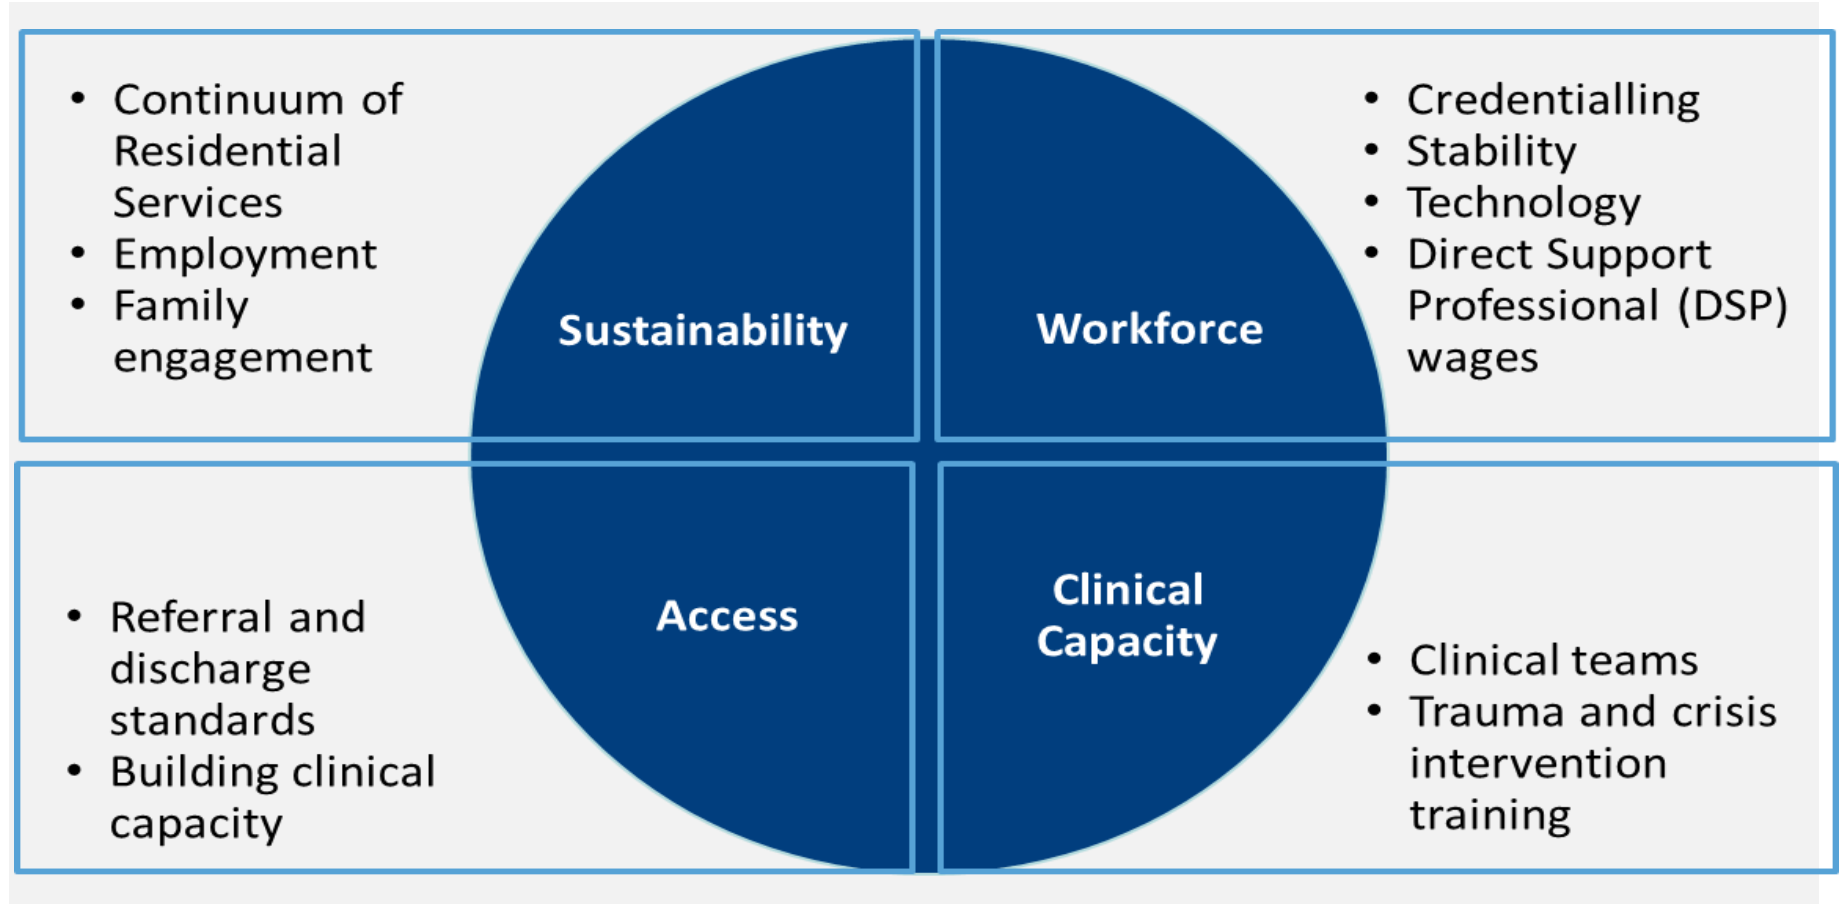 • Continuum of
Residential
Services
• Employment
• Family
engagement
Sustainability
Workforce
• Credentialling
• Stability
• Technology
• Direct Support
Professional (DSP)
wages
• Referral and
discharge
standards
• Building clinical
capacity
Access
Clinical
Capacity
• Clinical teams
• Trauma and crisis
intervention
training